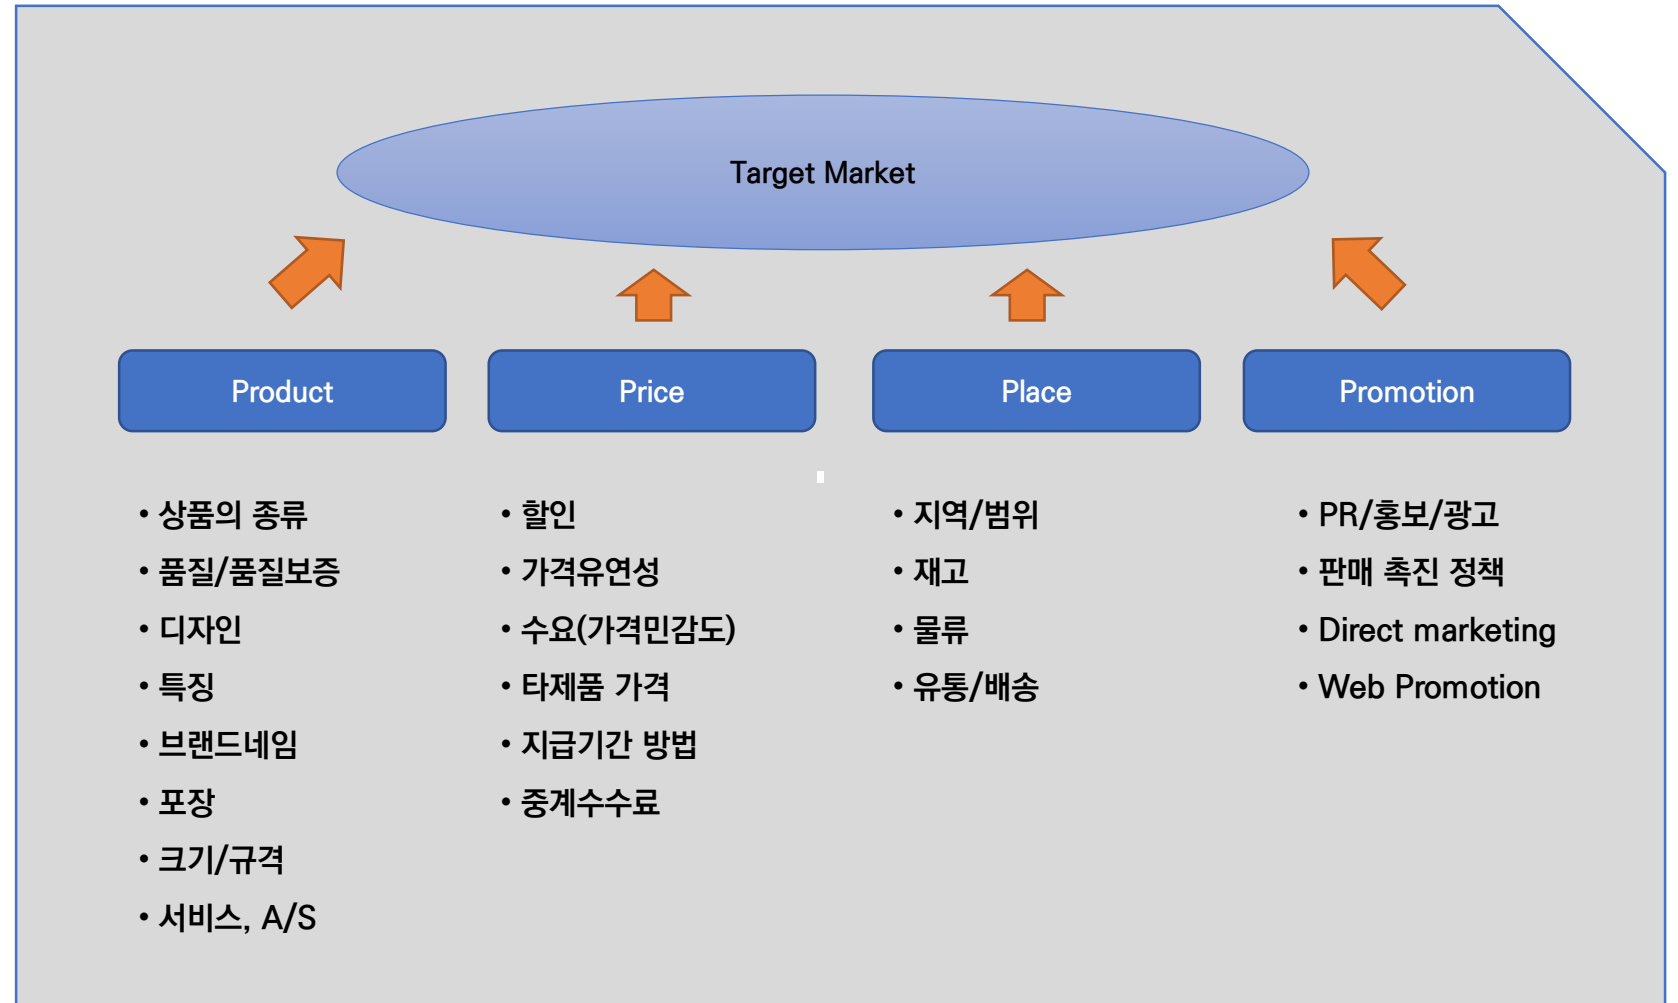 Target Market
Product
Price
Place
Promotion
• 상품의 종류
• 품질/품질보증
• 디자인
• 특징
• 브랜드네임
• 포장
• 크기/규격
• 서비스, A/S
• 할인
• 가격유연성
• 수요(가격민감도)
• 타제품 가격
• 지급기간 방법
• 중계수수료
• 지역/범위
• 재고
• 물류
• 유통/배송
• PR/홍보/광고
• 판매 촉진 정책
• Direct marketing
• Web Promotion